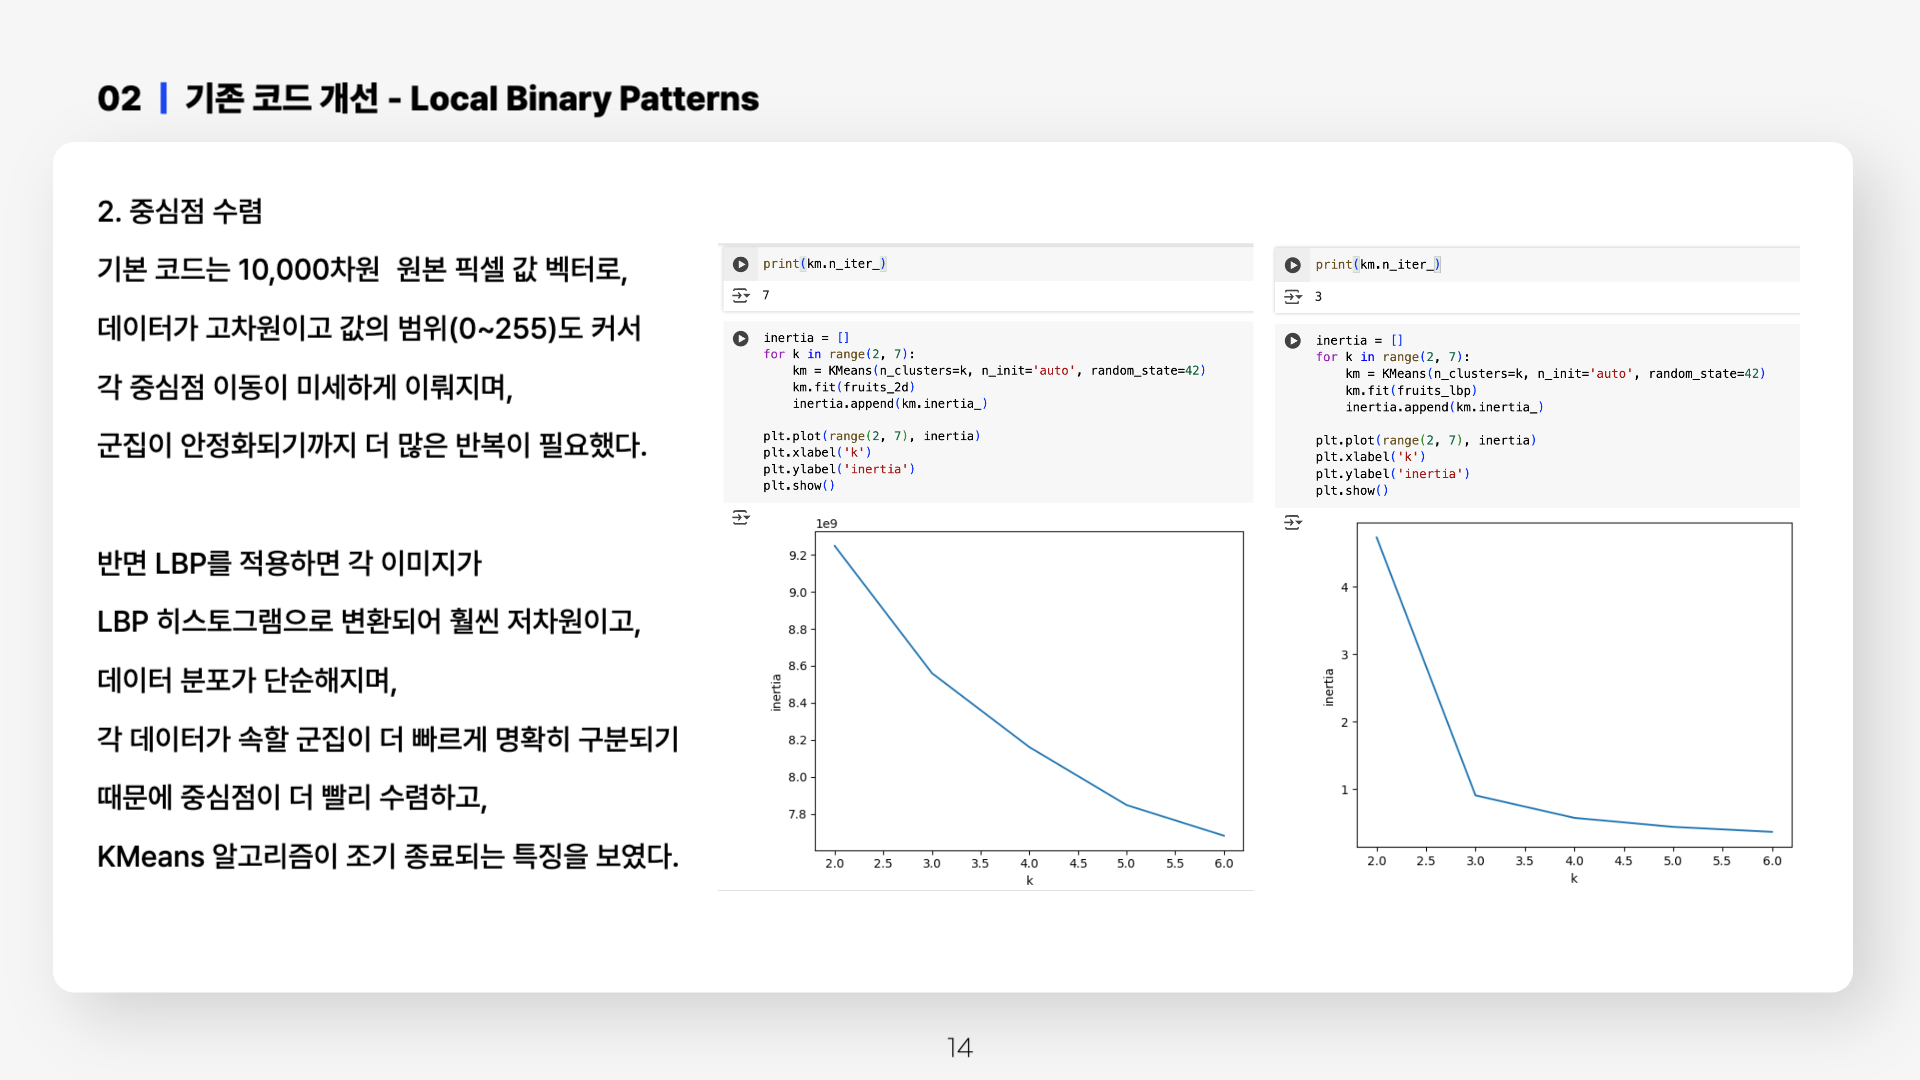 02 | 기존 코드 개선 - Local Binary Patterns
2. 중심점 수렴
기본 코드는 10,000차원 원본 픽셀 값 벡터로,
데이터가 고차원이고 값의 범위(0~255)도 커서
각 중심점 이동이 미세하게 이뤄지며,
군집이 안정화되기까지 더 많은 반복이 필요했다.
반면 LBP를 적용하면 각 이미지가
LBP 히스토그램으로 변환되어 훨씬 저차원이고,
데이터 분포가 단순해지며,
각 데이터가 속할 군집이 더 빠르게 명확히 구분되기
때문에 중심점이 더 빨리 수렴하고,
KMeans 알고리즘이 조기 종료되는 특징을 보였다.
print(km.n_iter_)
7
inertia = []
for k in range(2, 7):
    km = KMeans(n_clusters=k, n_init='auto', random_state=42)
    km.fit(fruits_2d)
    inertia.append(km.inertia_)
plt.plot(range(2, 7), inertia)
plt.xlabel('k')
plt.ylabel('inertia')
plt.show()
1e9
9.2
9.0
8.8
8.6
8.4
8.2
8.0
7.8
inertia
2.0 2.5 3.0 3.5 4.0 4.5 5.0 5.5 6.0
k
print(km.n_iter_)
3
inertia = []
for k in range(2, 7):
    km = KMeans(n_clusters=k, n_init='auto', random_state=42)
    km.fit(fruits_lbp)
    inertia.append(km.inertia_)
plt.plot(range(2, 7), inertia)
plt.xlabel('k')
plt.ylabel('inertia')
plt.show()
4
3
2
1
inertia
2.0 2.5 3.0 3.5 4.0 4.5 5.0 5.5 6.0
k
14